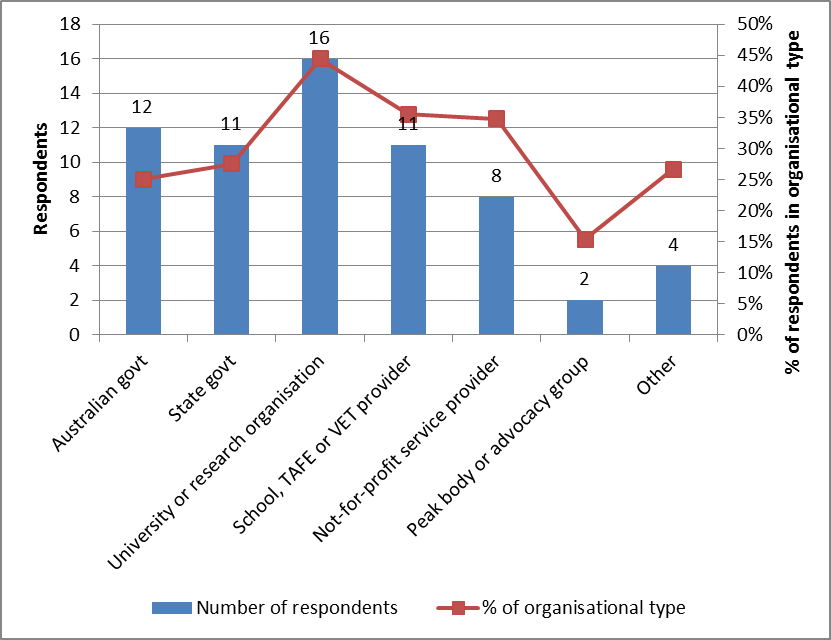 Respondents
18
16
14
12
10
8
6
4
2
0
12
11
16
11
8
2
4
50%
45%
40%
35%
30%
25%
20%
15%
10%
5%
0%
% of respondents in organisational type
Australian govt
State govt
University or research organisation
School, TAFE or VET provider
Not-for-profit service provider
Peak body or advocacy group
Other
Number of respondents
% of organisational type